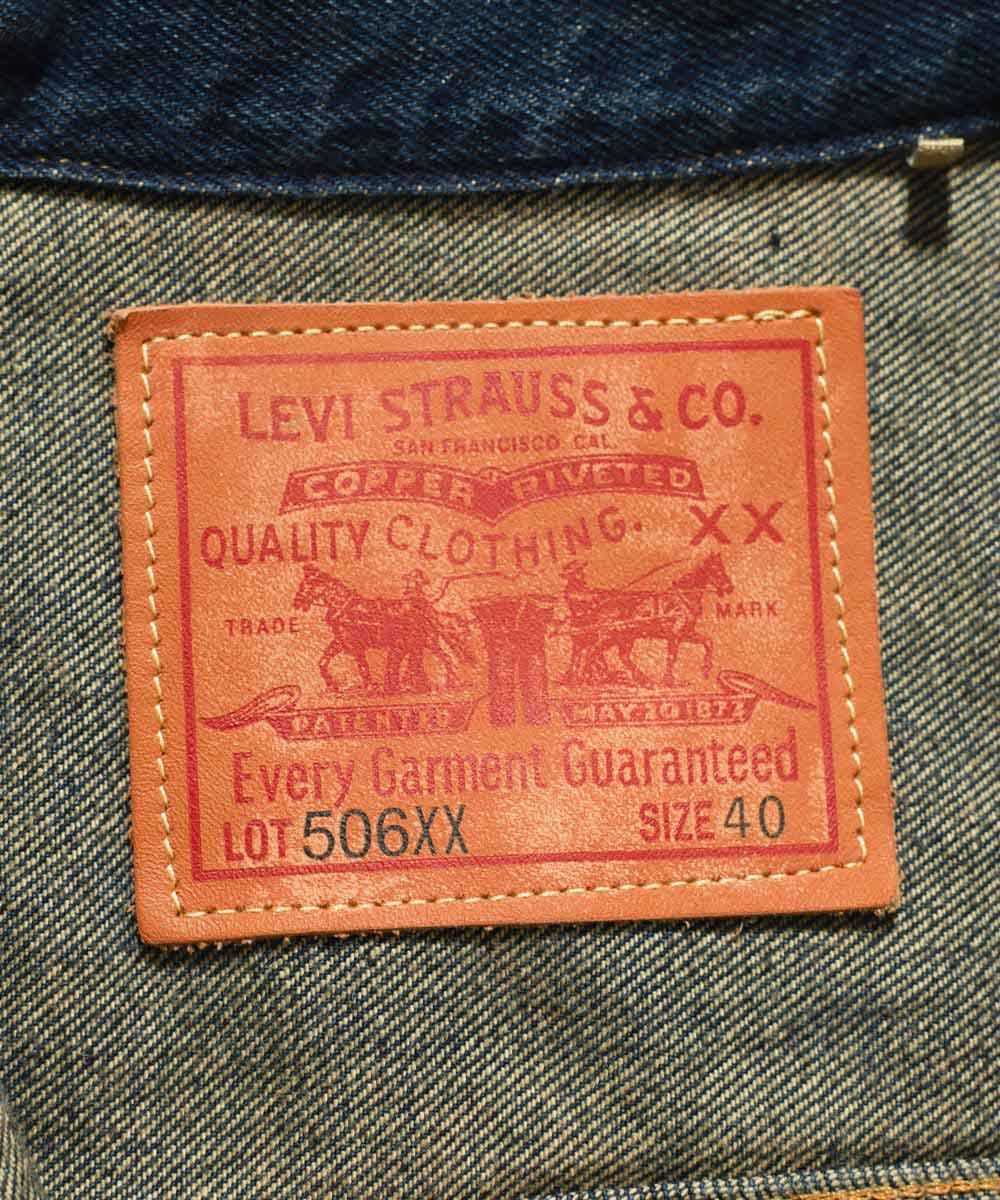 LEVI STRAUSS & CO.
SAN FRANCISCO, CAL.
COPPER RIVETED
QUALITY CLOTHING. XX
TRADE MARK
PATENTED MAY 20 1873
Every Garment Guaranteed
LOT 506XX SIZE 40